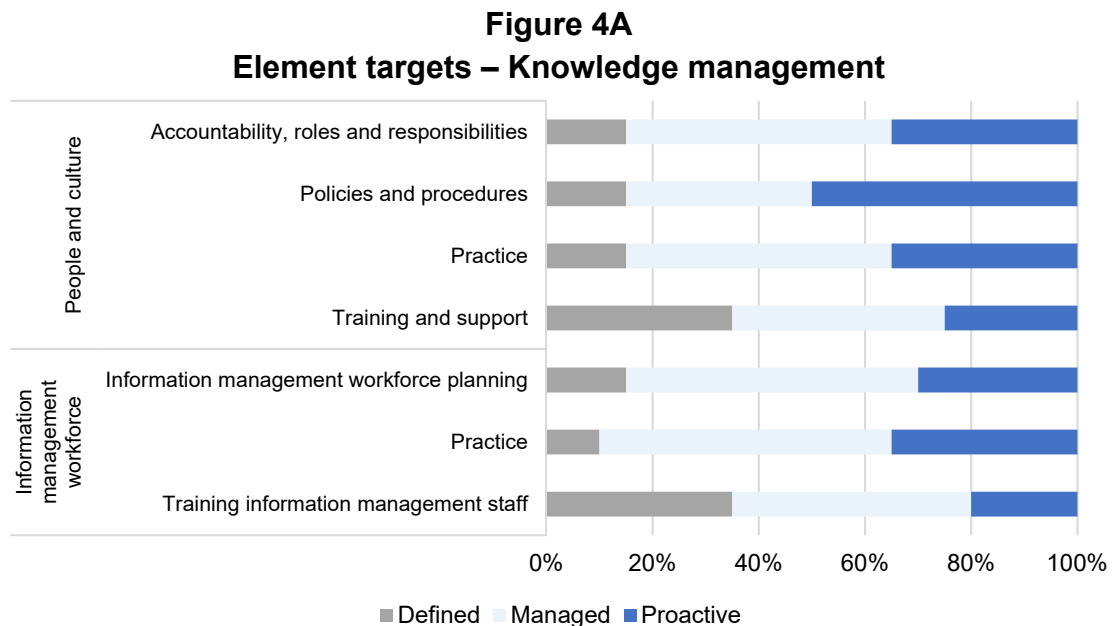 Figure 4A
Element targets – Knowledge management
People and culture
Accountability, roles and responsibilities
Policies and procedures
Practice
Training and support
Information
management
workforce
Information management workforce planning
Practice
Training information management staff
0% 20% 40% 60% 80% 100%
Defined Managed Proactive